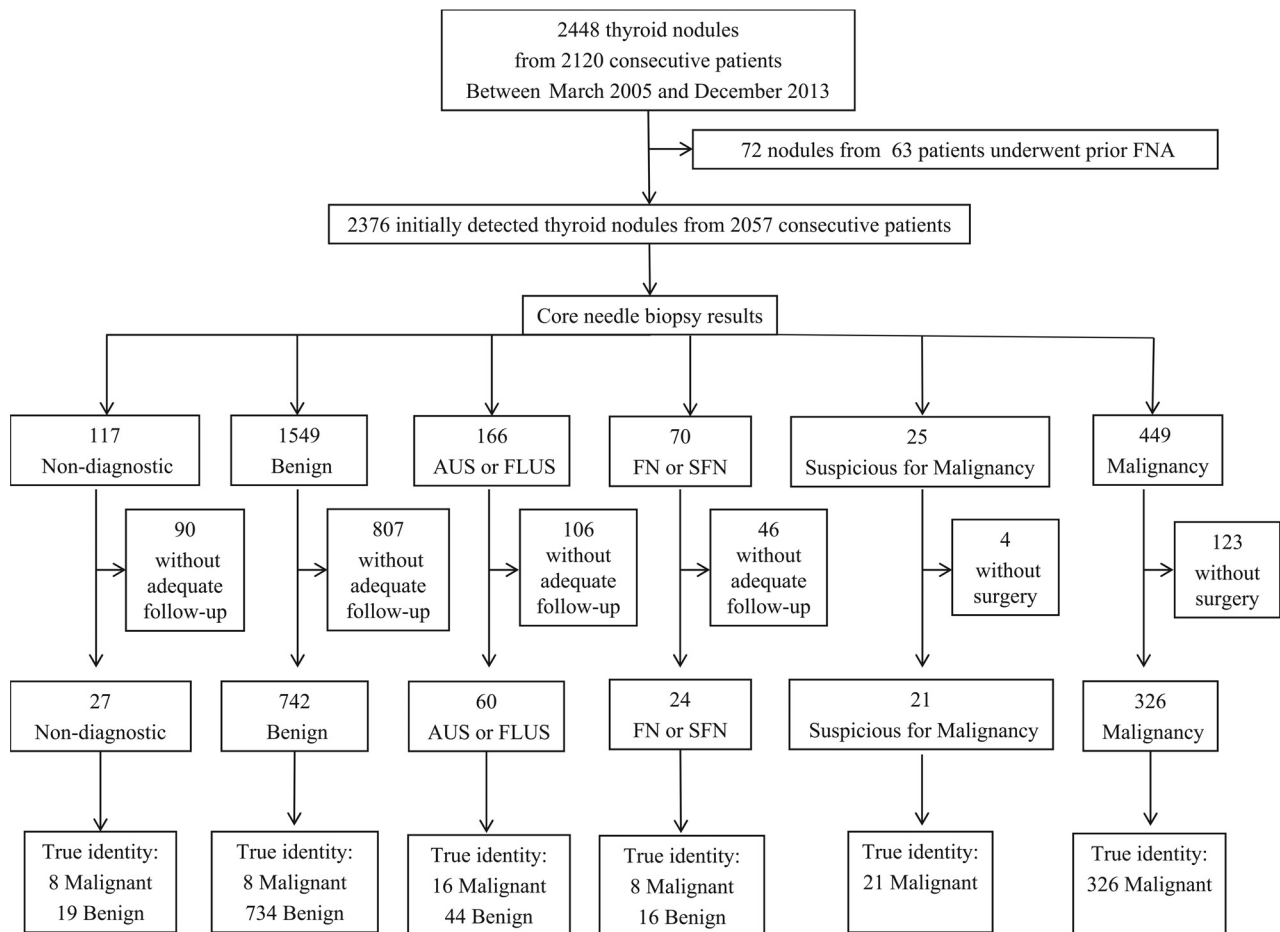 2448 thyroid nodules
from 2120 consecutive patients
Between March 2005 and December 2013
72 nodules from 63 patients underwent prior FNA
2376 initially detected thyroid nodules from 2057 consecutive patients
Core needle biopsy results
117
Non-diagnostic
1549
Benign
166
AUS or FLUS
70
FN or SFN
25
Suspicious for Malignancy
449
Malignancy
90
without
adequate
follow-up
807
without
adequate
follow-up
106
without
adequate
follow-up
46
without
adequate
follow-up
4
without
surgery
123
without
surgery
27
Non-diagnostic
742
Benign
60
AUS or FLUS
24
FN or SFN
21
Suspicious for Malignancy
326
Malignancy
True identity:
8 Malignant
19 Benign
True identity:
8 Malignant
734 Benign
True identity:
16 Malignant
44 Benign
True identity:
8 Malignant
16 Benign
True identity:
21 Malignant
True identity:
326 Malignant